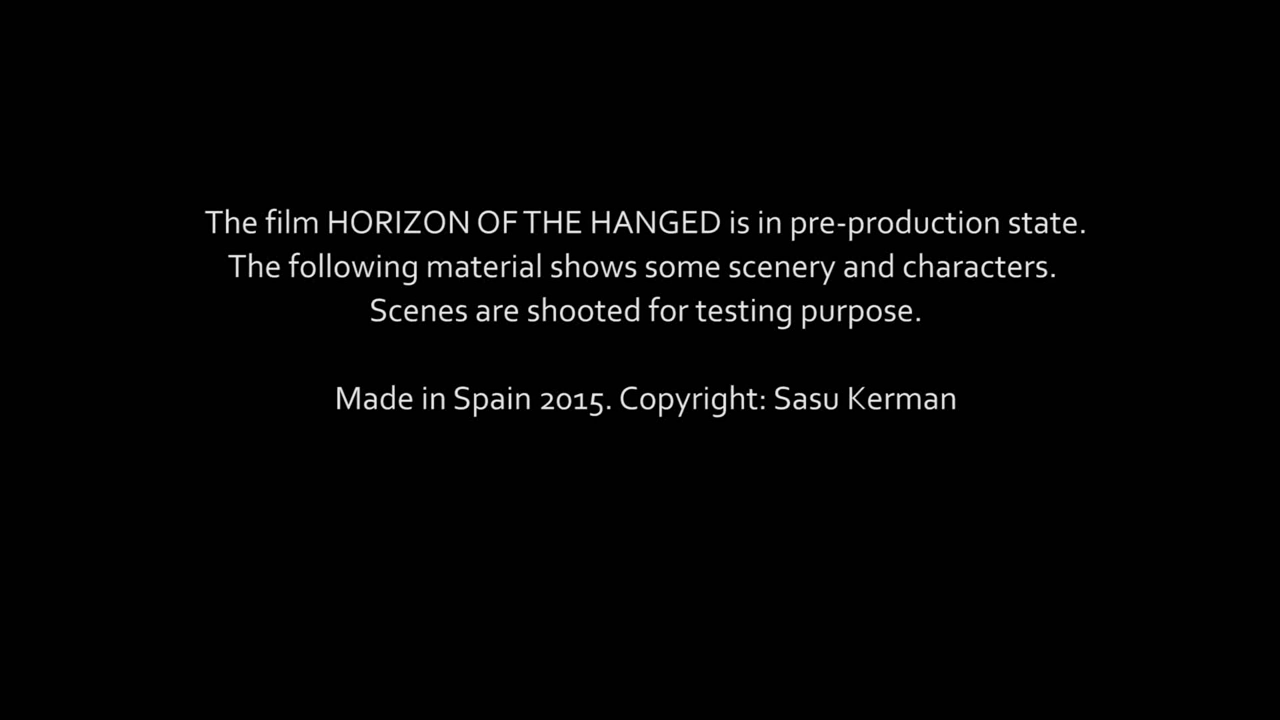 The film HORIZON OF THE HANGED is in pre-production state.
The following material shows some scenery and characters.
Scenes are shooted for testing purpose.
Made in Spain 2015. Copyright: Sasu Kerman